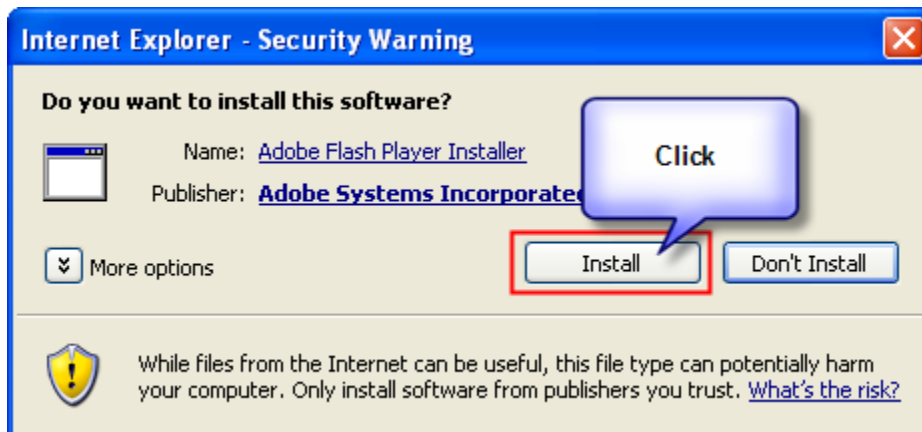 Internet Explorer - Security Warning
Do you want to install this software?
Name: Adobe Flash Player Installer
Publisher: Adobe Systems Incorporated
Click
More options
Install
Don't Install
While files from the Internet can be useful, this file type can potentially harm
your computer. Only install software from publishers you trust. What's the risk?